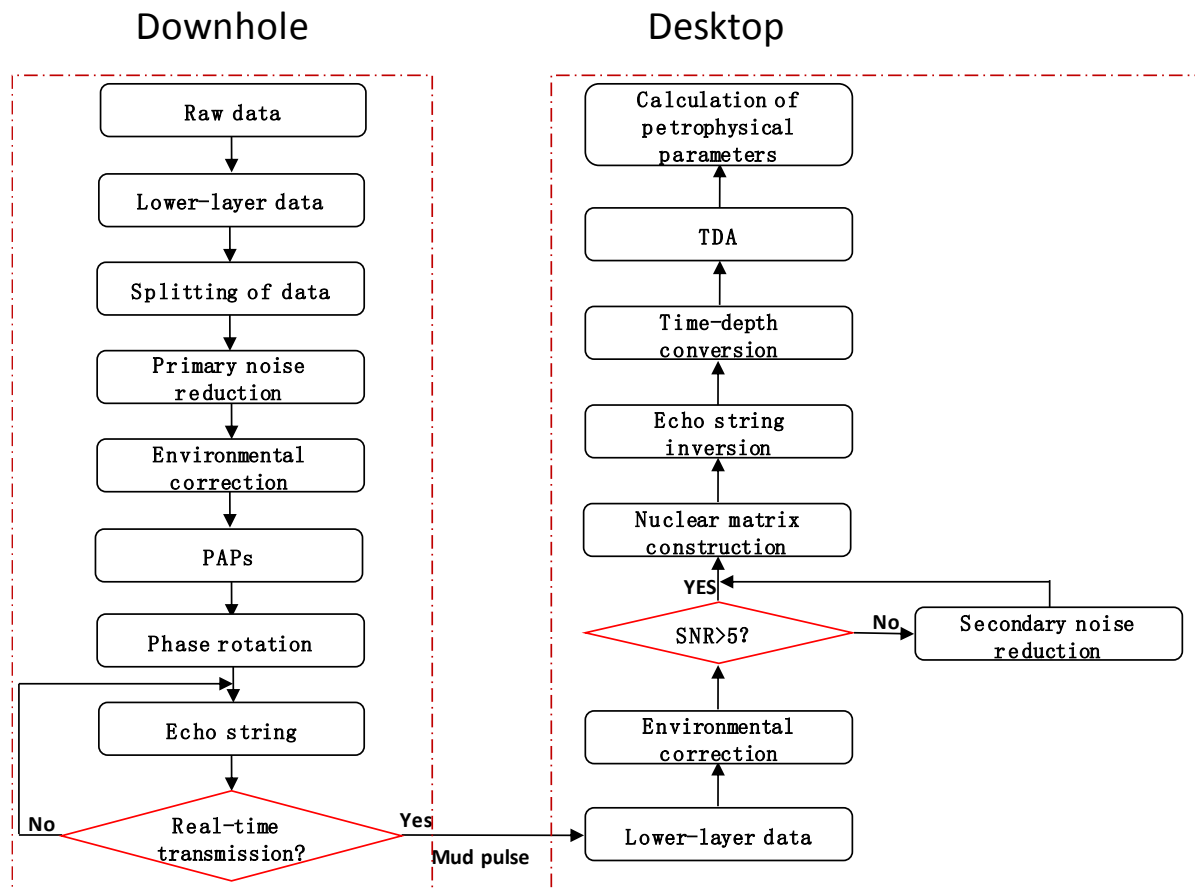 Downhole
Desktop
Raw data
Lower-layer data
Splitting of data
Primary noise
reduction
Environmental
correction
PAPs
Phase rotation
Echo string
Real-time
transmission?
No
Yes
Mud pulse
Calculation of
petrophysical
parameters
TDA
Time-depth
conversion
Echo string
inversion
Nuclear matrix
construction
YES
SNR>5?
No
Secondary noise
reduction
Environmental
correction
Lower-layer data